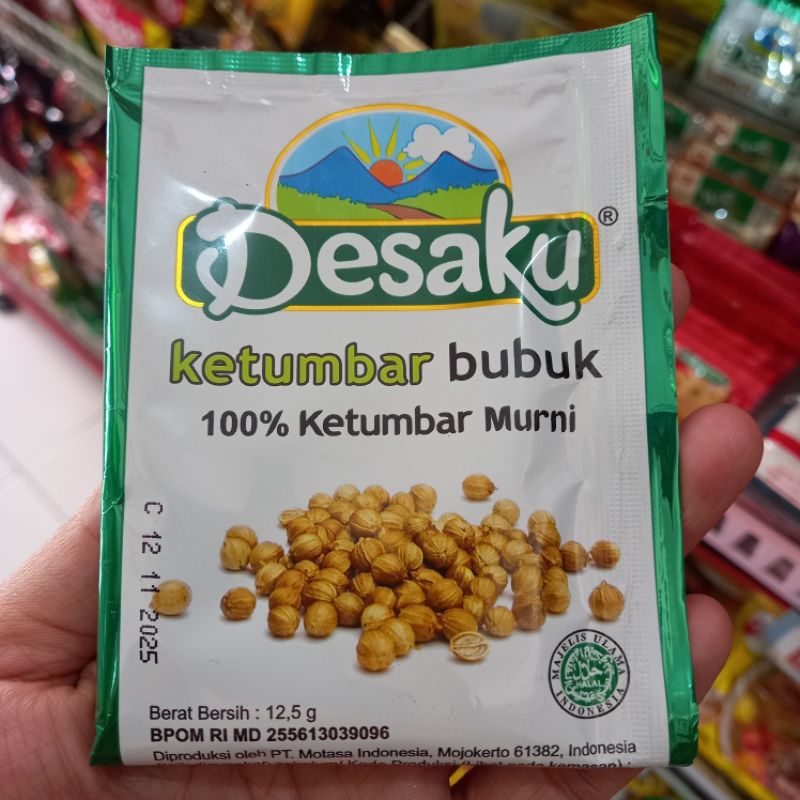 Desaku®
ketumbar bubuk
100% Ketumbar Murni
C 12 11 2025
MAJELIS ULAMA
HALAL
INDONESIA
Berat Bersih : 12,5 g
BPOM RI MD 255613039096
Diproduksi oleh PT. Motasa Indonesia, Mojokerto 61382, Indonesia